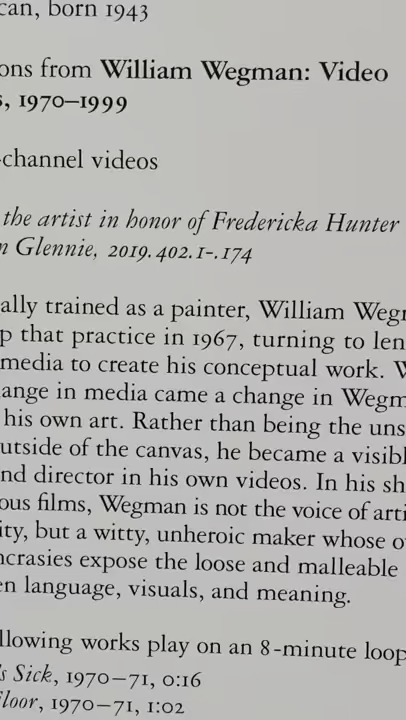 can, born 1943
ons from William Wegman: Video
s, 1970–1999
-channel videos
the artist in honor of Fredericka Hunter
n Glennie, 2019.402.1-.174
ally trained as a painter, William Wegm
p that practice in 1967, turning to len
media to create his conceptual work. W
ange in media came a change in Wegm
his own art. Rather than being the uns
utside of the canvas, he became a visibl
nd director in his own videos. In his sh
ous films, Wegman is not the voice of arti
ity, but a witty, unheroic maker whose o
ncrasies expose the loose and malleable
en language, visuals, and meaning.
llowing works play on an 8-minute loop
's Sick, 1970–71, 0:16
Floor, 1970–71, 1:02